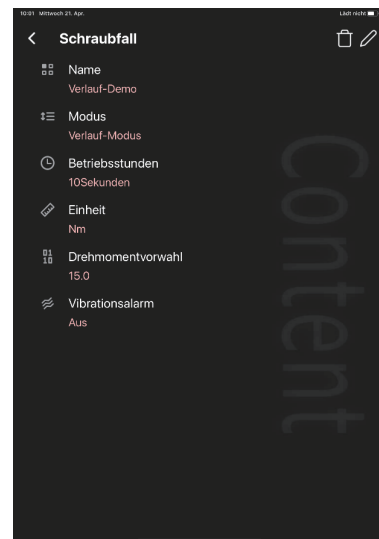 10:01 Mittwoch 21. Apr. Lädt nicht
Schraubfall
Name
Verlauf-Demo
Modus
Verlauf-Modus
Betriebsstunden
10Sekunden
Einheit
Nm
Drehmomentvorwahl
15.0
Vibrationsalarm
Aus
Content